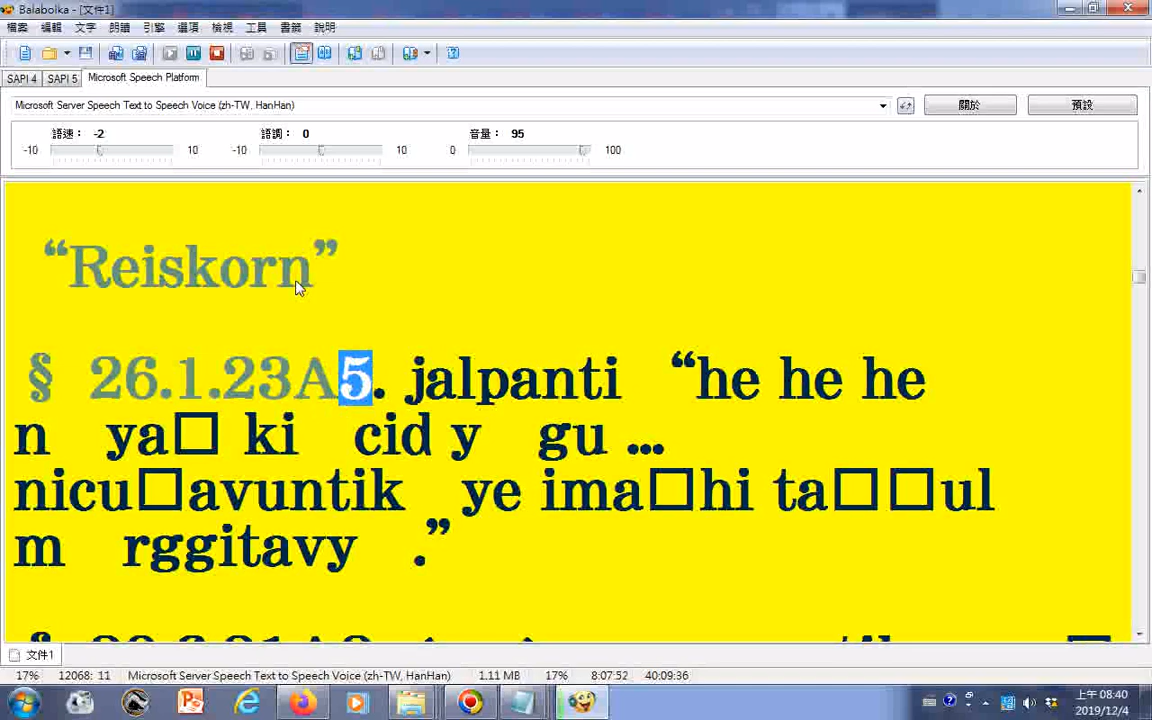 Balabolka - [文件1]
檔案 編輯 文字 朗讀 引擎 選項 檢視 工具 書籤 說明
SAPI 4 SAPI 5 Microsoft Speech Platform
Microsoft Server Speech Text to Speech Voice (zh-TW, HanHan) 關於 預設
語速： -2 語調： 0 音量： 95
-10 10 -10 10 0 100
“Reiskorn”
§ 26.1.23A5. jalpanti “he he he
n ya□ ki cid y gu ...
nicu□avuntik ye ima□hi ta□□ul
m rggitavy .”
文件1
17% 12068: 11 Microsoft Server Speech Text to Speech Voice (zh-TW, HanHan) 1.11 MB 17% 8:07:52 40:09:36
上午 08:40
2019/12/4